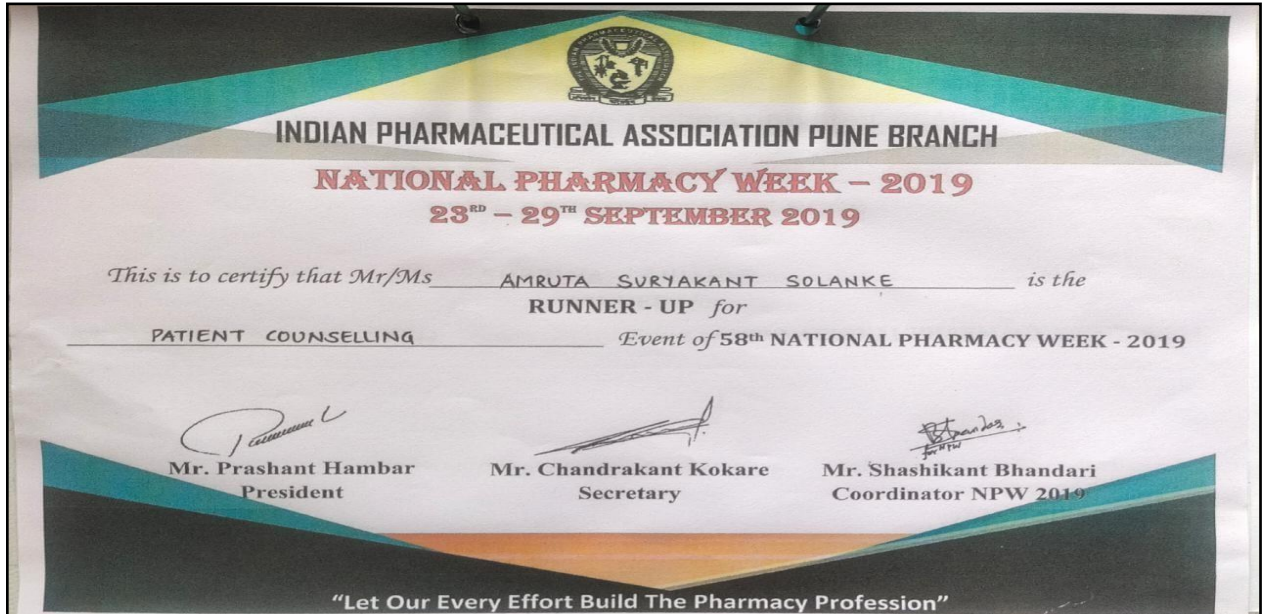 INDIAN PHARMACEUTICAL ASSOCIATION PUNE BRANCH
NATIONAL PHARMACY WEEK – 2019
23RD – 29TH SEPTEMBER 2019
This is to certify that Mr/Ms AMRUTA SURYAKANT SOLANKE is the
RUNNER - UP for
PATIENT COUNSELLING Event of 58th NATIONAL PHARMACY WEEK - 2019
for NPW
Mr. Prashant Hambar Mr. Chandrakant Kokare Mr. Shashikant Bhandari
President Secretary Coordinator NPW 2019
“Let Our Every Effort Build The Pharmacy Profession”